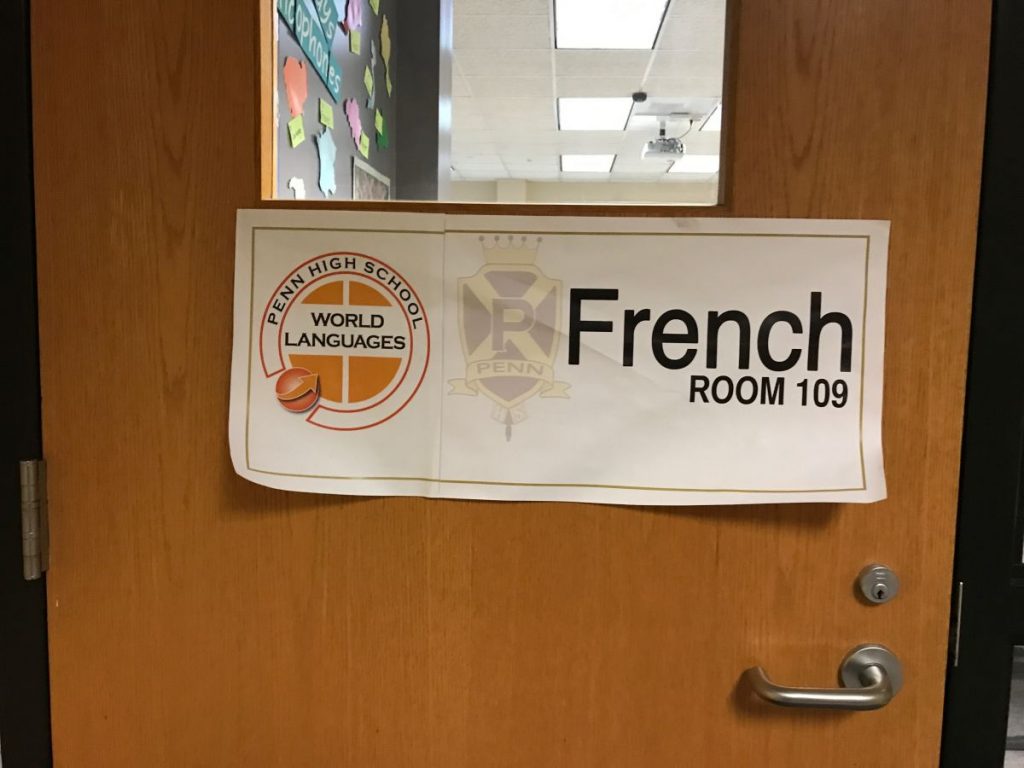 PENN HIGH SCHOOL
WORLD
LANGUAGES
P
PENN
French
ROOM 109